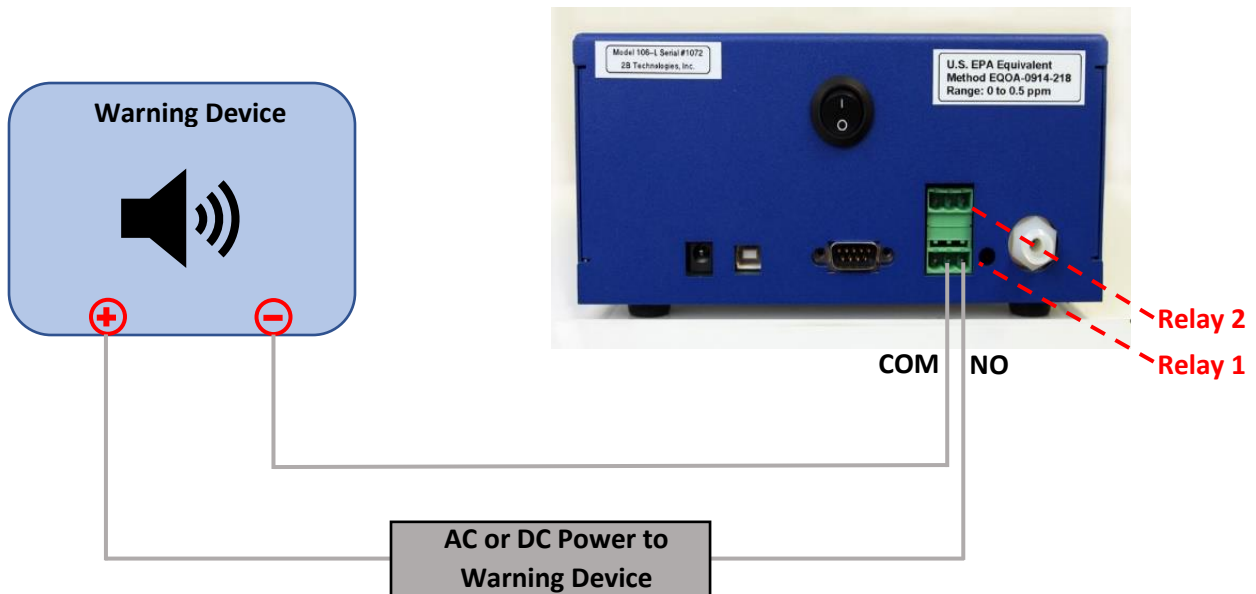 Model 106-L Serial #1072
2B Technologies, Inc.
U.S. EPA Equivalent
Method EQOA-0914-218
Range: 0 to 0.5 ppm
Warning Device
I
O
+
−
Relay 2
COM NO
Relay 1
AC or DC Power to
Warning Device